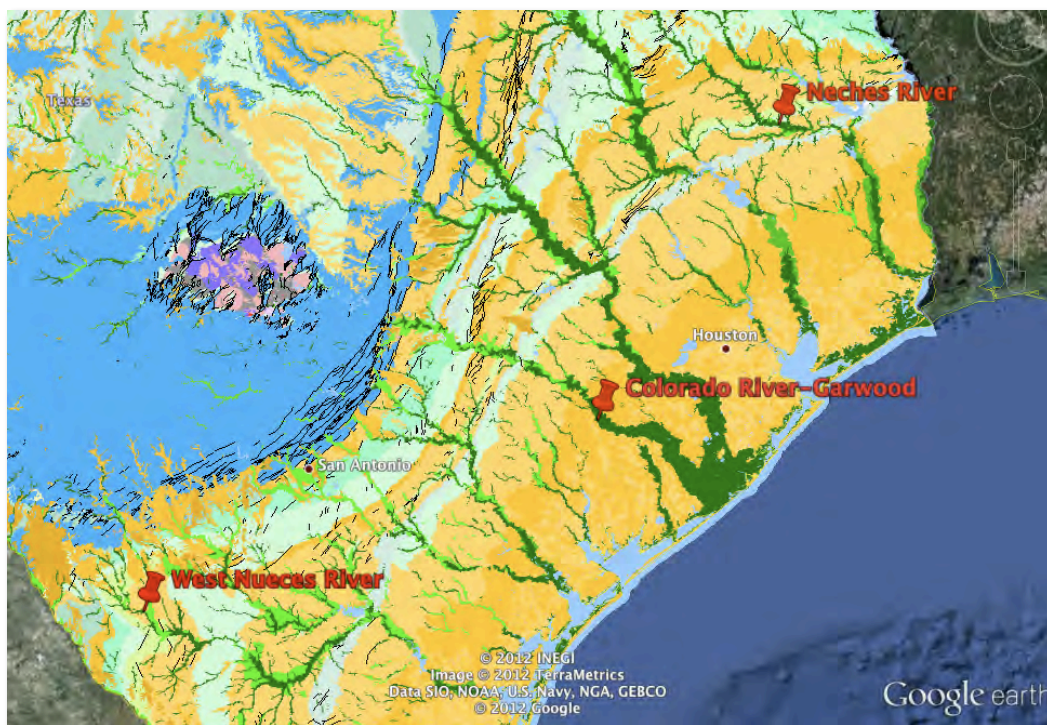 Texas
Neches River
Houston
Colorado River-Garwood
San Antonio
West Nueces River
© 2012 INEGI
Image © 2012 TerraMetrics
Data SIO, NOAA, U.S. Navy, NGA, GEBCO
© 2012 Google
Google earth